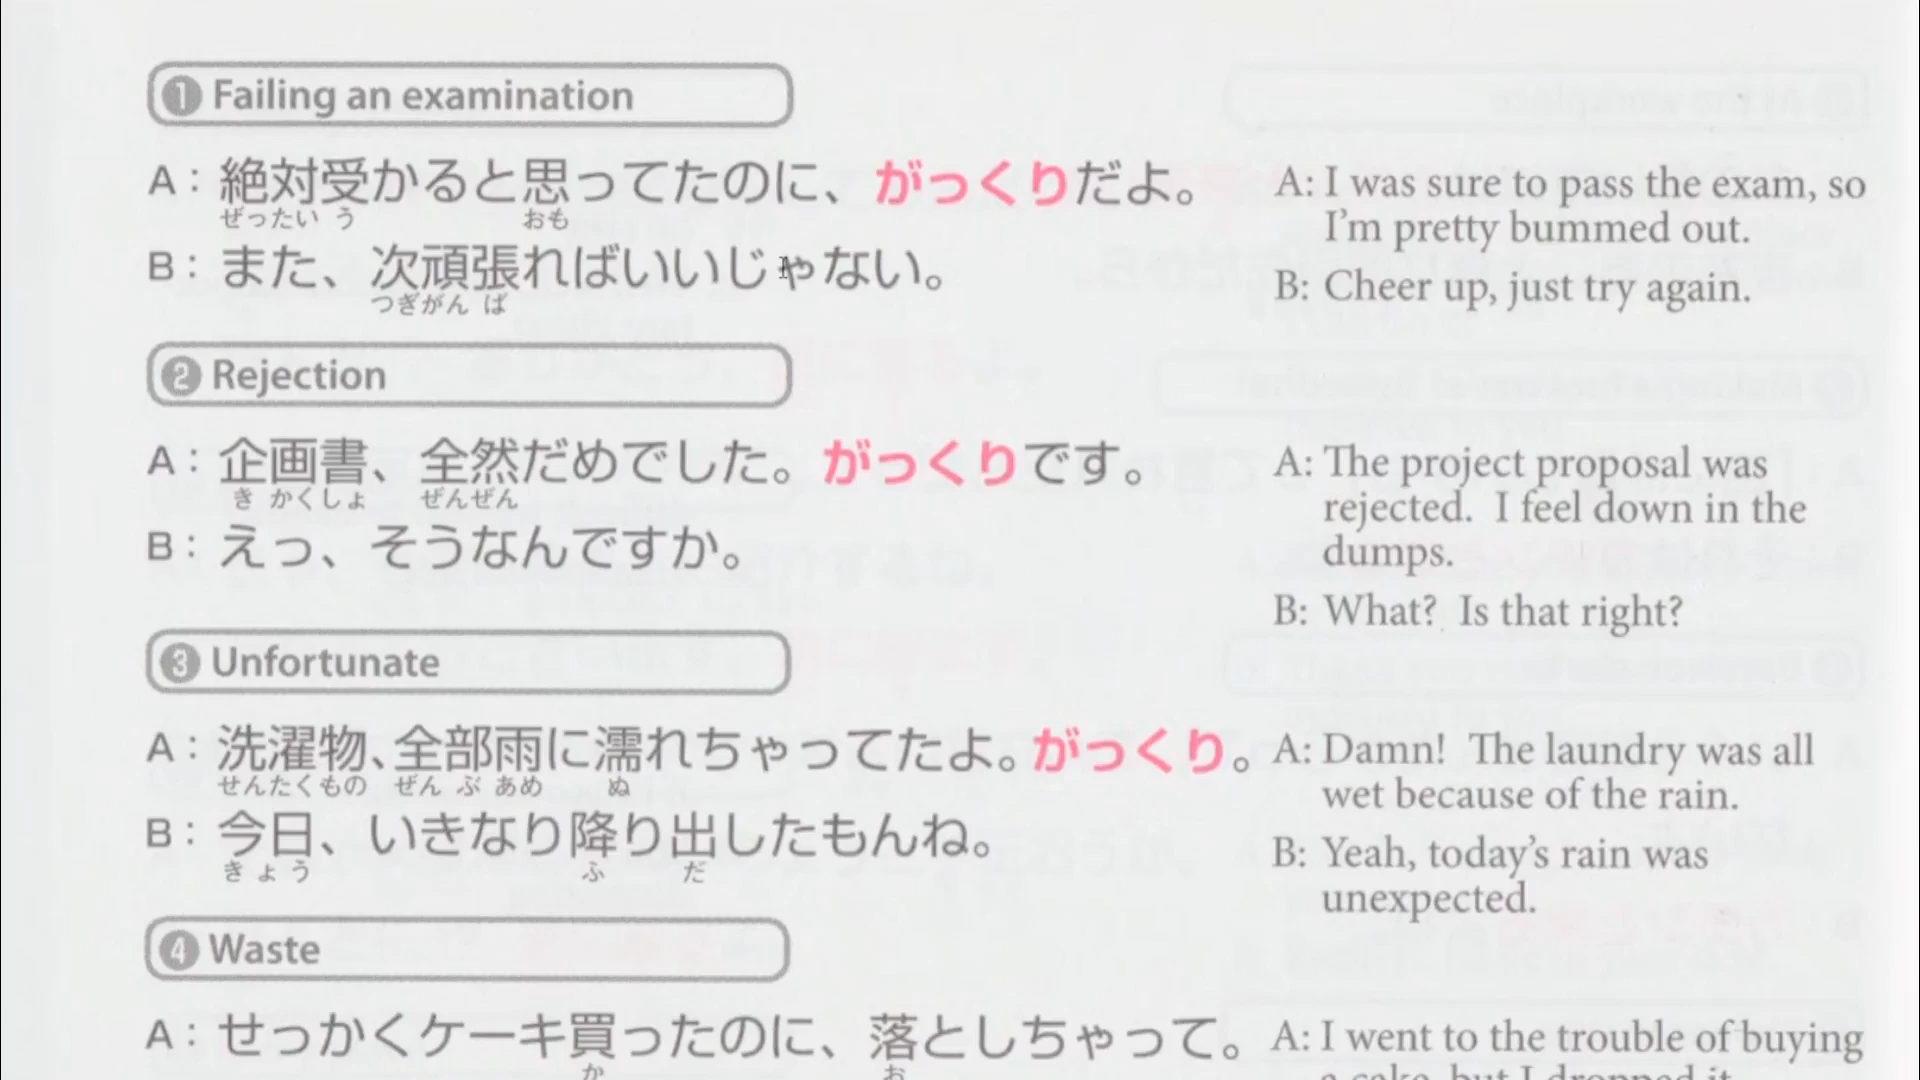 ❶ Failing an examination
A：絶対受かると思ってたのに、がっくりだよ。
ぜったい う おも
B：また、次頑張ればいいじゃない。
つぎがん ば
A: I was sure to pass the exam, so
I'm pretty bummed out.
B: Cheer up, just try again.
❷ Rejection
A：企画書、全然だめでした。がっくりです。
き かくしょ ぜんぜん
B：えっ、そうなんですか。
A: The project proposal was
rejected. I feel down in the
dumps.
B: What? Is that right?
❸ Unfortunate
A：洗濯物、全部雨に濡れちゃってたよ。がっくり。
せんたくもの ぜん ぶ あめ ぬ
B：今日、いきなり降り出したもんね。
きょう ふ だ
A: Damn! The laundry was all
wet because of the rain.
B: Yeah, today's rain was
unexpected.
❹ Waste
A：せっかくケーキ買ったのに、落としちゃって。
か お
A: I went to the trouble of buying
a cake, but I dropped it